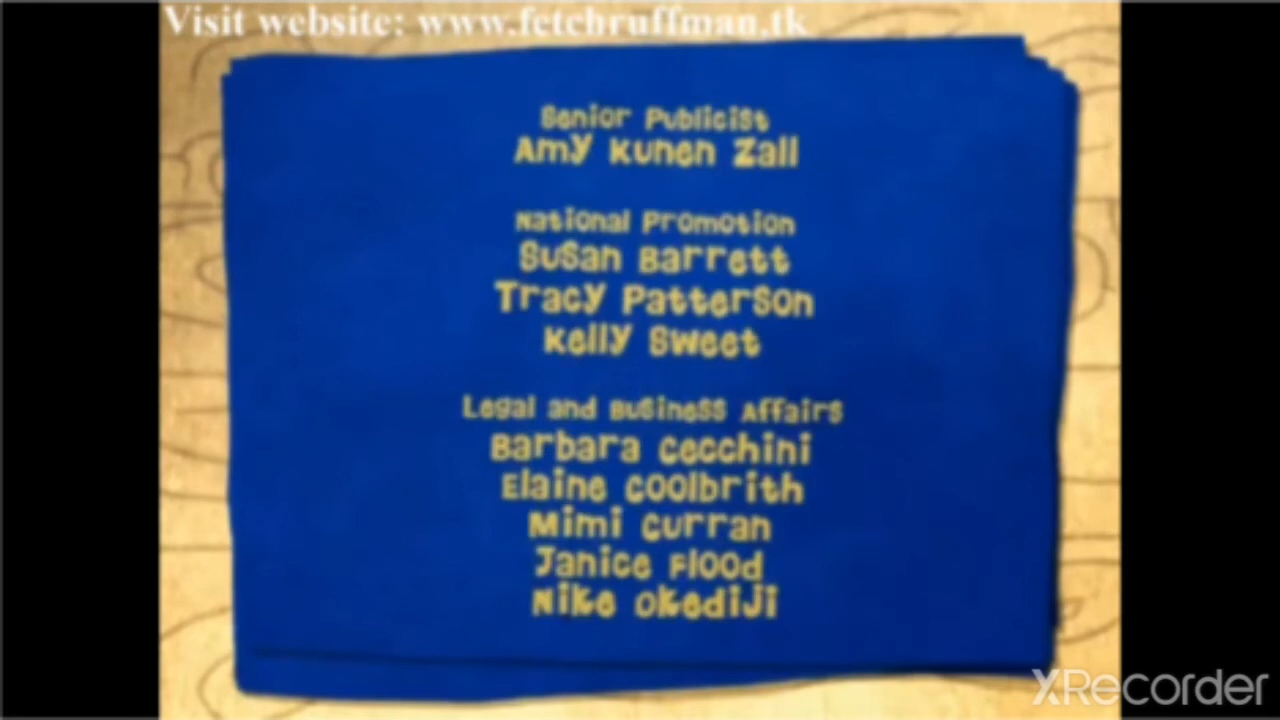 Visit website: www.fetchruffman.tk
Senior Publicist
Amy Kunen Zall
National Promotion
Susan Barrett
Tracy Patterson
Kelly Sweet
Legal and Business Affairs
Barbara Cecchini
Elaine Coolbrith
Mimi Curran
Janice Flood
Nike Okediji
XRecorder